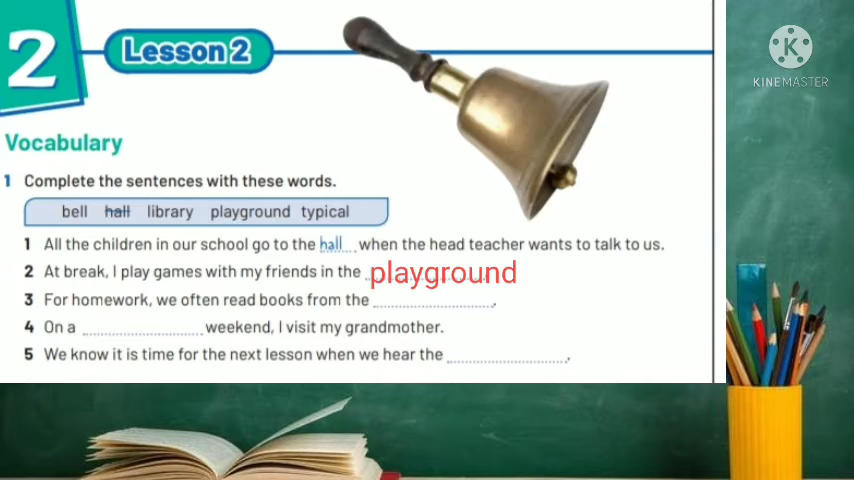 2
Lesson 2
KINEMASTER
Vocabulary
1 Complete the sentences with these words.
bell hall library playground typical
1 All the children in our school go to the hall when the head teacher wants to talk to us.
2 At break, I play games with my friends in the playground
3 For homework, we often read books from the ....................
4 On a .................... weekend, I visit my grandmother.
5 We know it is time for the next lesson when we hear the ....................